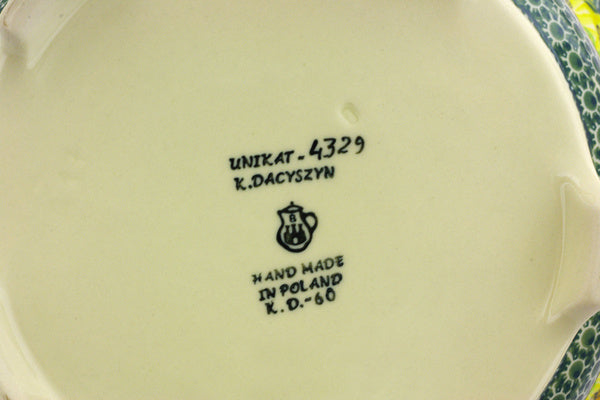 UNIKAT - 4329
K. DACYSZYN
B
HAND MADE
IN POLAND
K. D. - 60